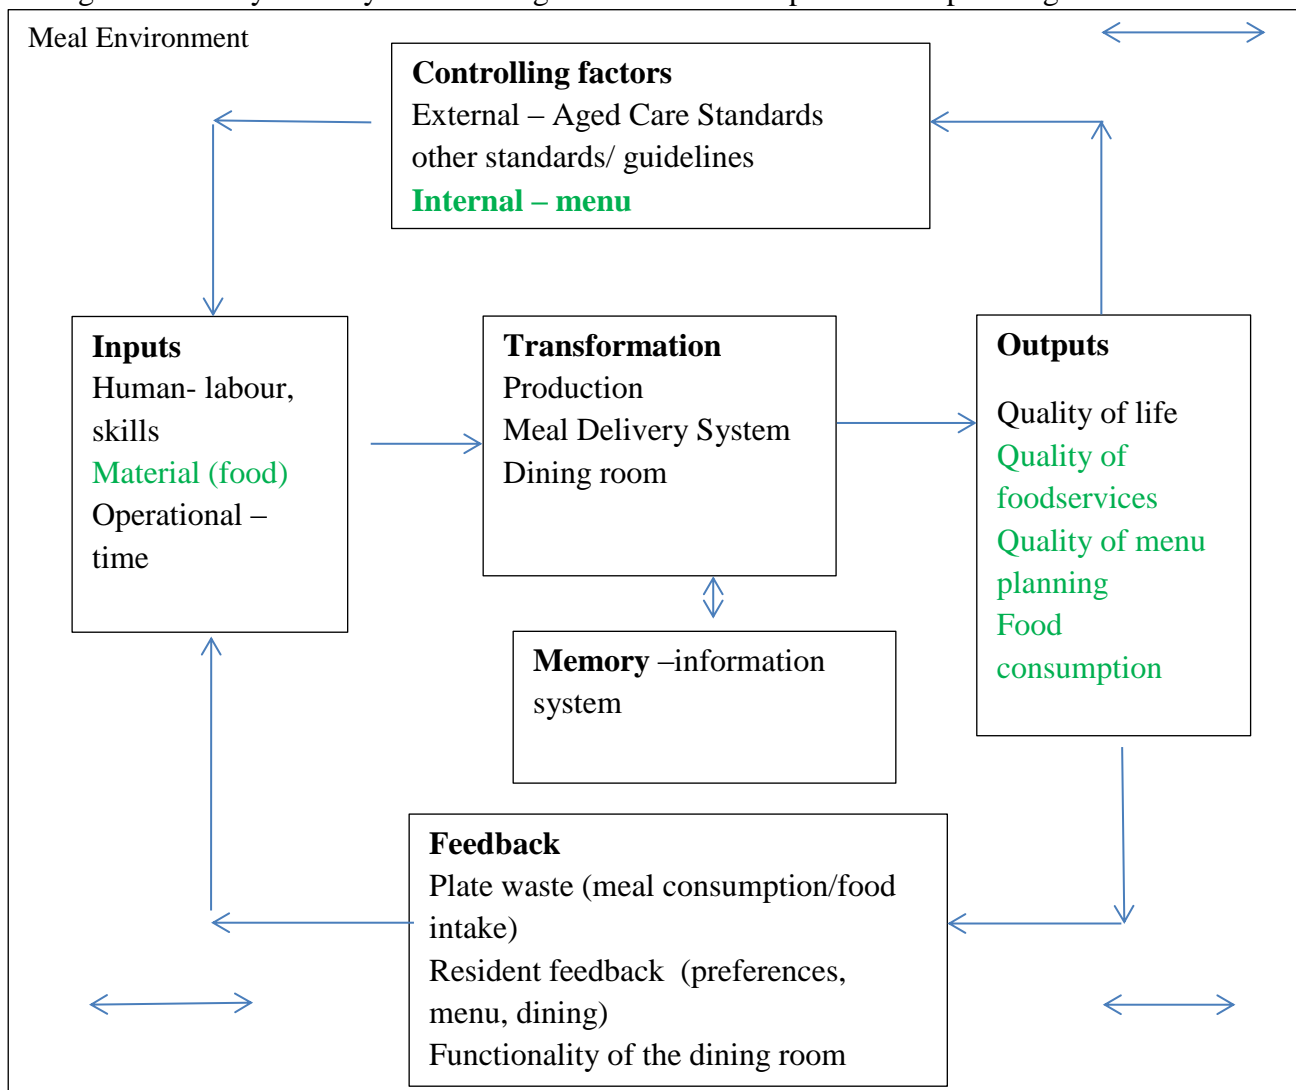 Meal Environment
Controlling factors
External – Aged Care Standards
other standards/ guidelines
Internal – menu
Inputs
Human- labour,
skills
Material (food)
Operational –
time
Transformation
Production
Meal Delivery System
Dining room
Outputs
Quality of life
Quality of
foodservices
Quality of menu
planning
Food
consumption
Memory –information
system
Feedback
Plate waste (meal consumption/food
intake)
Resident feedback  (preferences,
menu, dining)
Functionality of the dining room